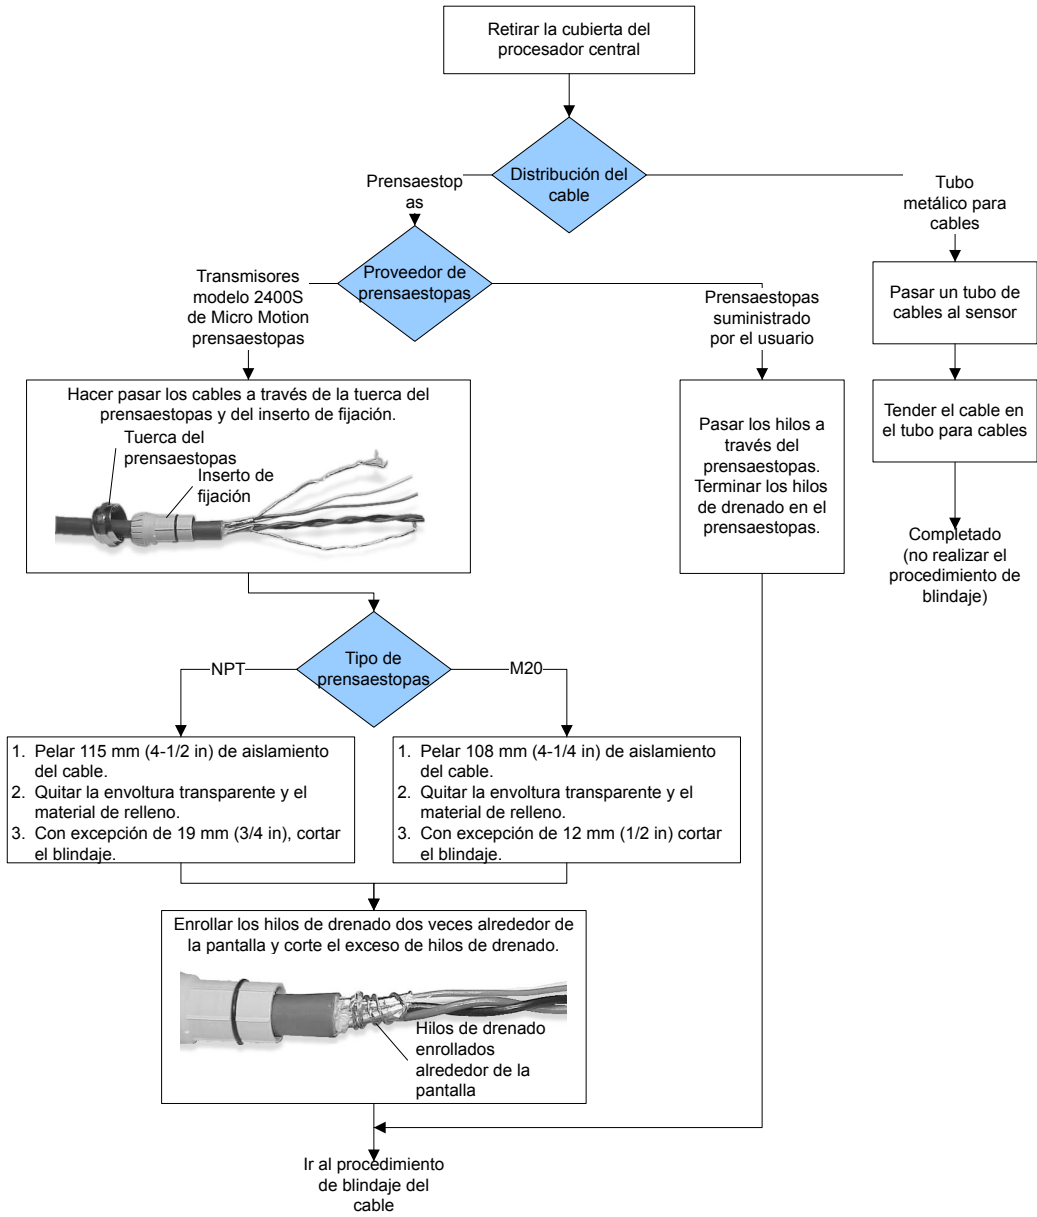 Retirar la cubierta del
procesador central
Distribución del
cable
Prensaestop
as
Tubo
metálico para
cables
Proveedor de
prensaestopas
Transmisores
modelo 2400S
de Micro Motion
prensaestopas
Prensaestopas
suministrado
por el usuario
Pasar un tubo de
cables al sensor
Tender el cable en
el tubo para cables
Completado
(no realizar el
procedimiento de
blindaje)
Hacer pasar los cables a través de la tuerca del
prensaestopas y del inserto de fijación.
Tuerca del
prensaestopas
Inserto de
fijación
Pasar los hilos a
través del
prensaestopas.
Terminar los hilos
de drenado en el
prensaestopas.
Tipo de
prensaestopas
NPT
M20
1. Pelar 115 mm (4-1/2 in) de aislamiento
del cable.
2. Quitar la envoltura transparente y el
material de relleno.
3. Con excepción de 19 mm (3/4 in), cortar
el blindaje.
1. Pelar 108 mm (4-1/4 in) de aislamiento
del cable.
2. Quitar la envoltura transparente y el
material de relleno.
3. Con excepción de 12 mm (1/2 in) cortar
el blindaje.
Enrollar los hilos de drenado dos veces alrededor de
la pantalla y corte el exceso de hilos de drenado.
Hilos de drenado
enrollados
alrededor de la
pantalla
Ir al procedimiento
de blindaje del
cable